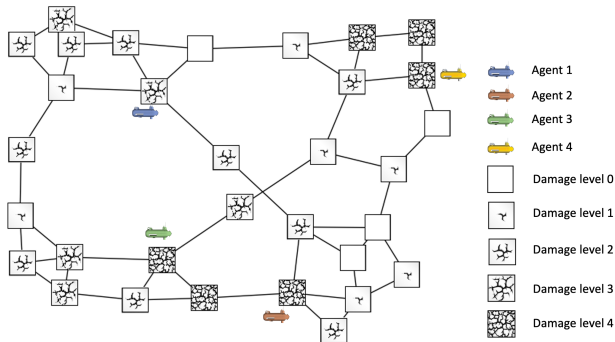 Agent 1
Agent 2
Agent 3
Agent 4
Damage level 0
Damage level 1
Damage level 2
Damage level 3
Damage level 4